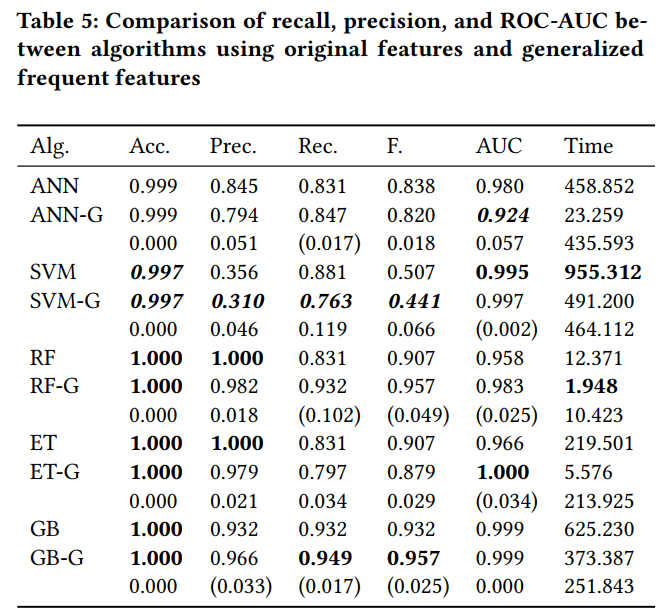 Table 5: Comparison of recall, precision, and ROC-AUC be-
tween algorithms using original features and generalized
frequent features
Alg. Acc. Prec. Rec. F. AUC Time
ANN 0.999 0.845 0.831 0.838 0.980 458.852
ANN-G 0.999 0.794 0.847 0.820 0.924 23.259
0.000 0.051 (0.017) 0.018 0.057 435.593
SVM 0.997 0.356 0.881 0.507 0.995 955.312
SVM-G 0.997 0.310 0.763 0.441 0.997 491.200
0.000 0.046 0.119 0.066 (0.002) 464.112
RF 1.000 1.000 0.831 0.907 0.958 12.371
RF-G 1.000 0.982 0.932 0.957 0.983 1.948
0.000 0.018 (0.102) (0.049) (0.025) 10.423
ET 1.000 1.000 0.831 0.907 0.966 219.501
ET-G 1.000 0.979 0.797 0.879 1.000 5.576
0.000 0.021 0.034 0.029 (0.034) 213.925
GB 1.000 0.932 0.932 0.932 0.999 625.230
GB-G 1.000 0.966 0.949 0.957 0.999 373.387
0.000 (0.033) (0.017) (0.025) 0.000 251.843